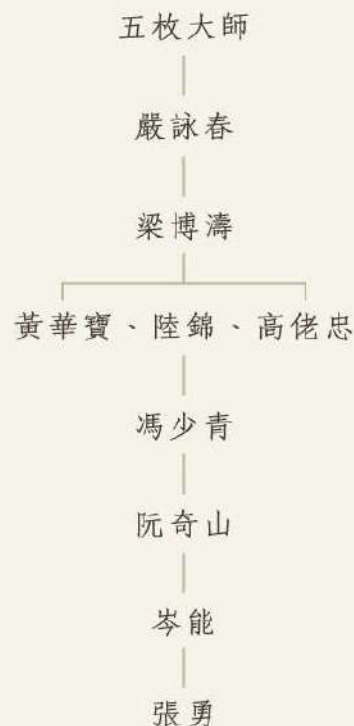 五枚大師
嚴詠春
梁博濤
黃華寶、陸錦、高佬忠
馮少青
阮奇山
岑能
張勇